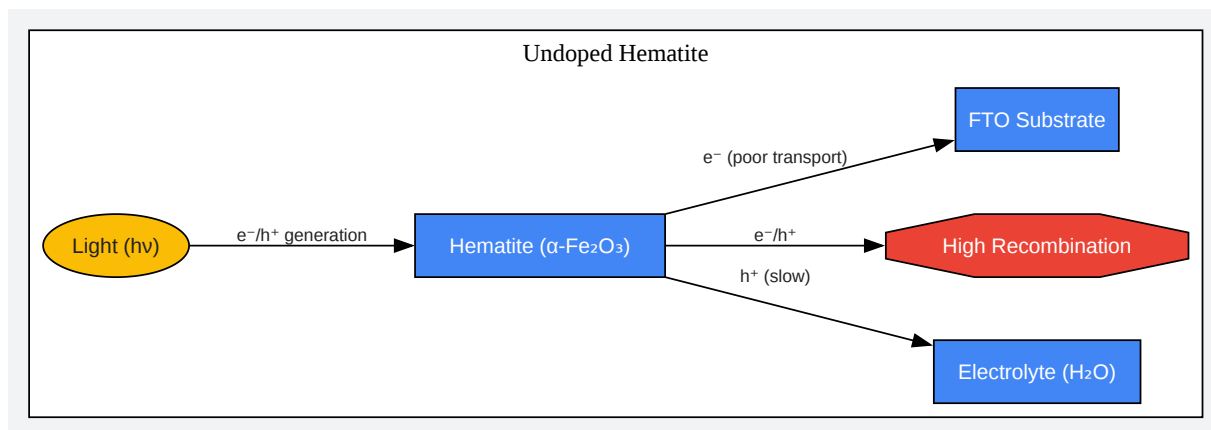 Undoped Hematite
FTO Substrate
e⁻ (poor transport)
Light (hν)
e⁻/h⁺ generation
Hematite (α-Fe₂O₃)
e⁻/h⁺
High Recombination
h⁺ (slow)
Electrolyte (H₂O)